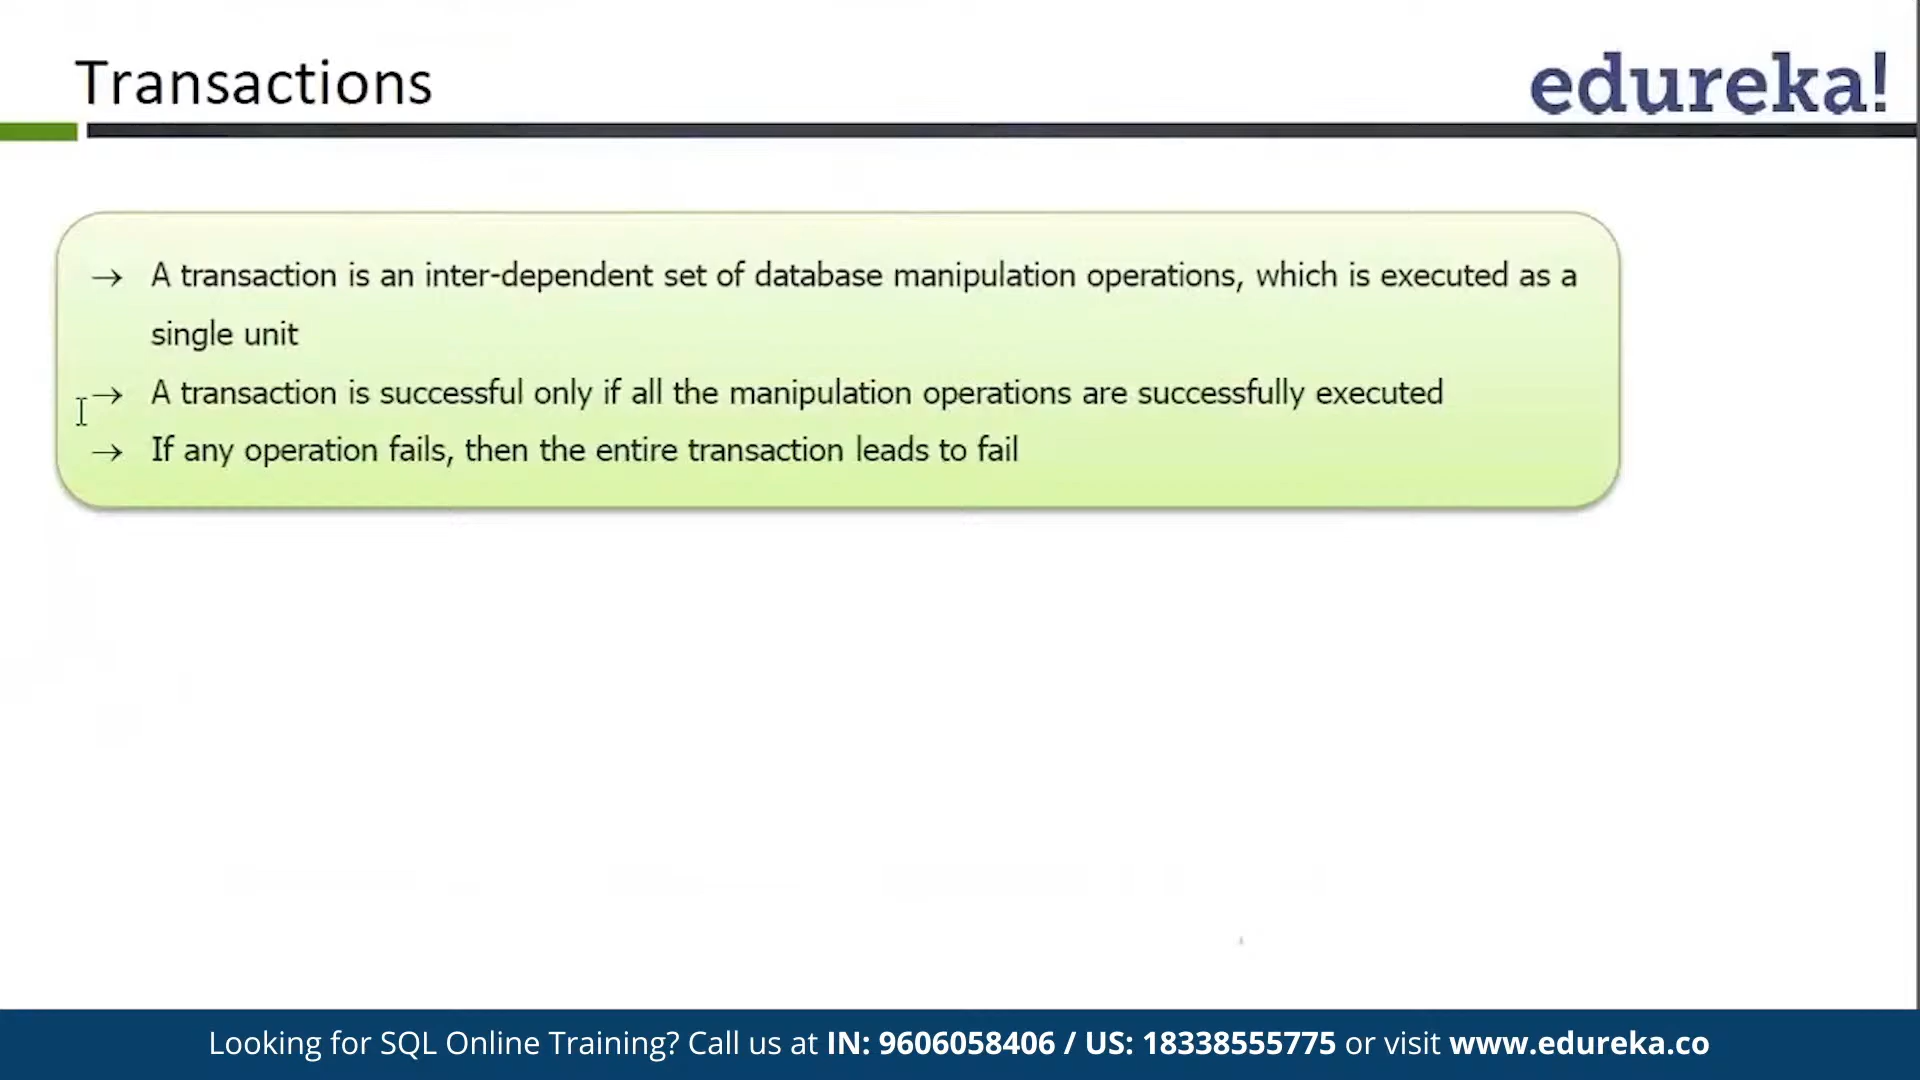 Transactions
edureka!
→ A transaction is an inter-dependent set of database manipulation operations, which is executed as a
single unit
→ A transaction is successful only if all the manipulation operations are successfully executed
→ If any operation fails, then the entire transaction leads to fail
Looking for SQL Online Training? Call us at IN: 9606058406 / US: 18338555775 or visit www.edureka.co